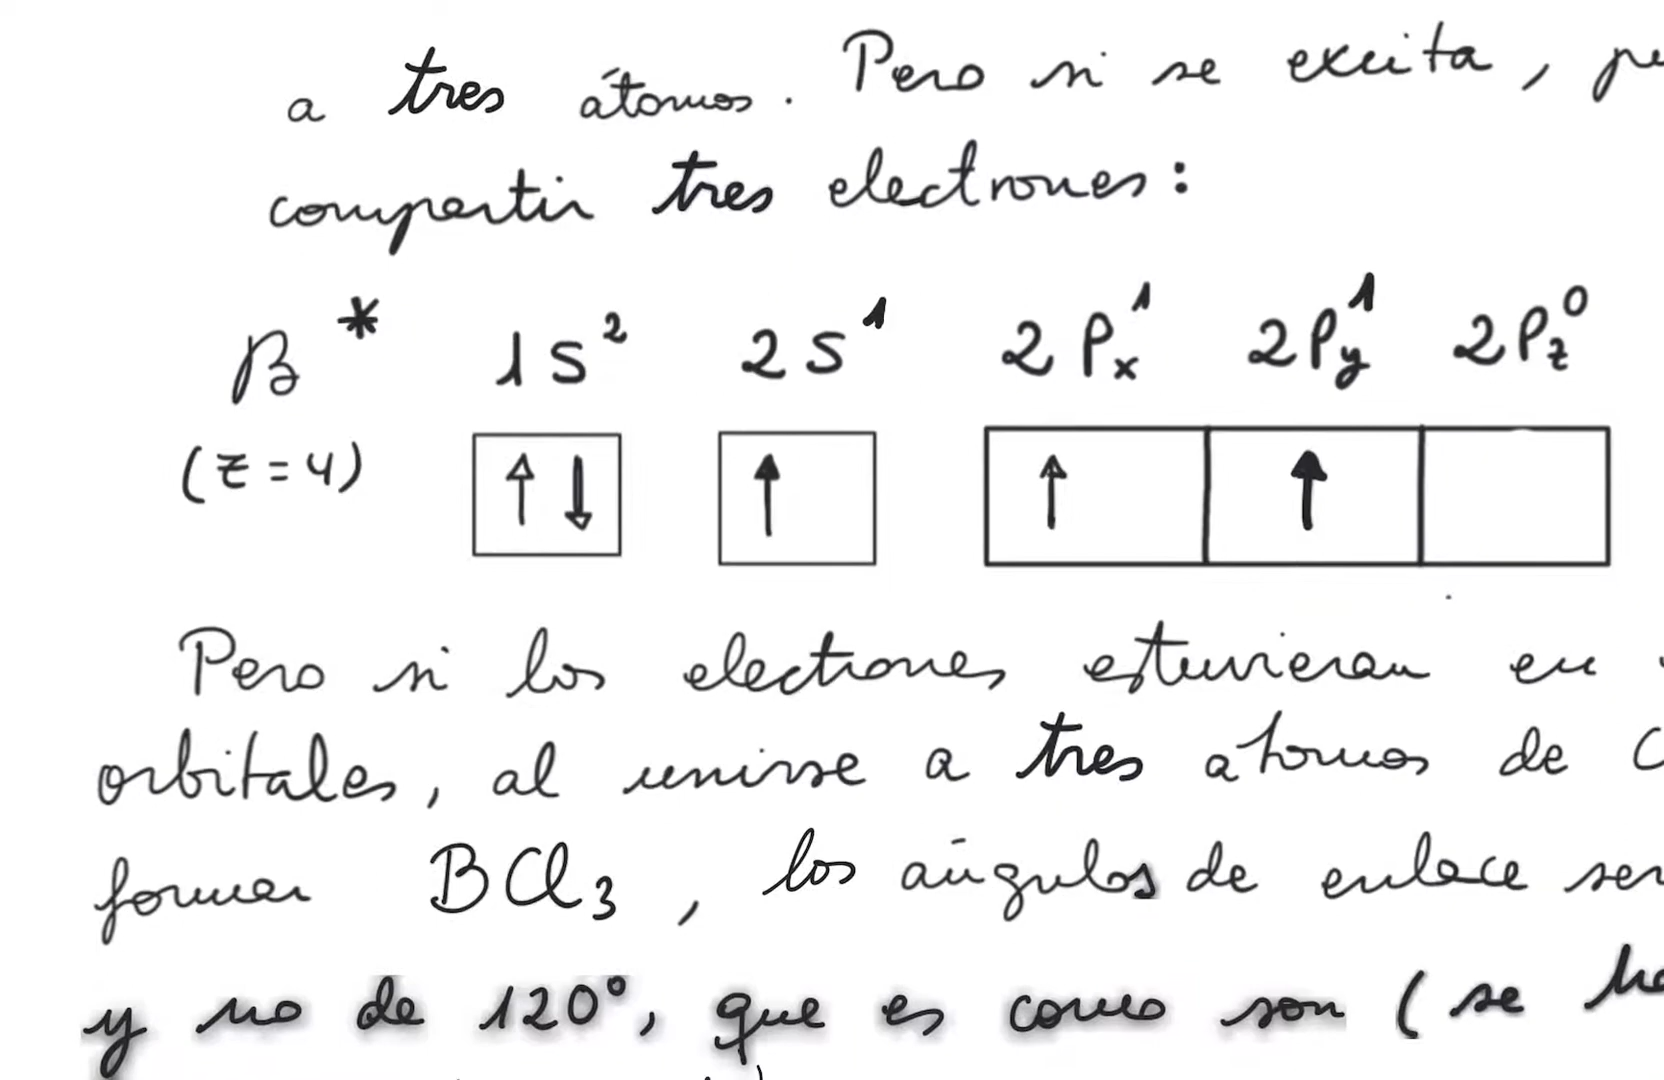 a tres átomos. Pero si se excita,
compartir tres electrones:
B* 1s² 2s¹ 2Px¹ 2Py¹ 2Pz⁰
(Z=4) ↑⇩ ↑ ↑ ↑
Pero si los electrones estuvieran en
orbitales, al unirse a tres atomos de
formar BCl₃, los ángulos de enlace
y no de 120°, que es como son (se